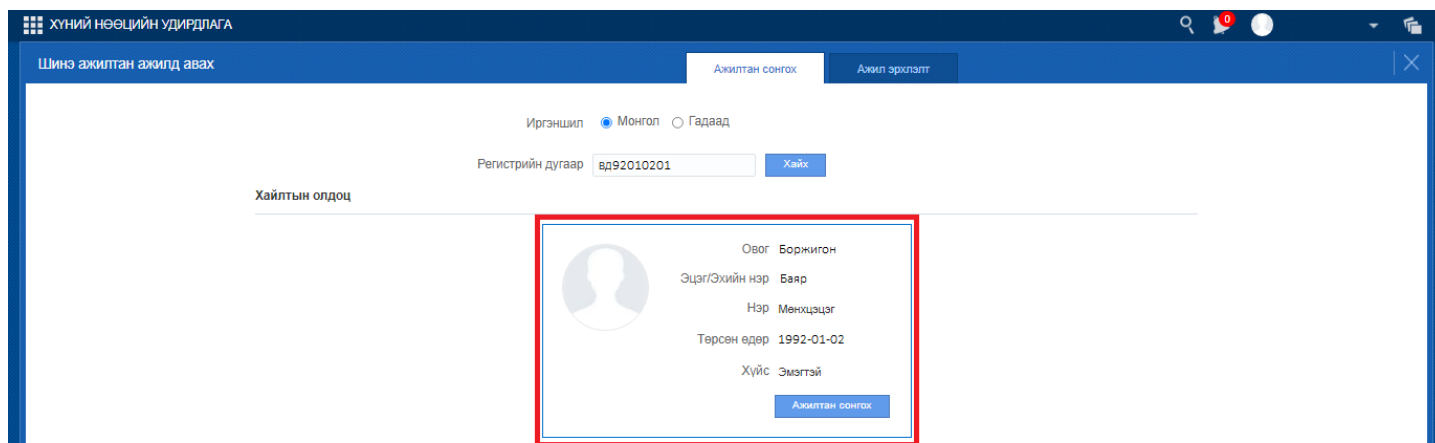 ХҮНИЙ НӨӨЦИЙН УДИРДЛАГА 0
Шинэ ажилтан ажилд авах Ажилтан сонгох Ажил эрхлэлт
Иргэншил Монгол Гадаад
Регистрийн дугаар вд92010201 Хайх
Хайлтын олдоц
Овог Боржигон
Эцэг/Эхийн нэр Баяр
Нэр Мөнхцэцэг
Төрсөн өдөр 1992-01-02
Хүйс Эмэгтэй
Ажилтан сонгох